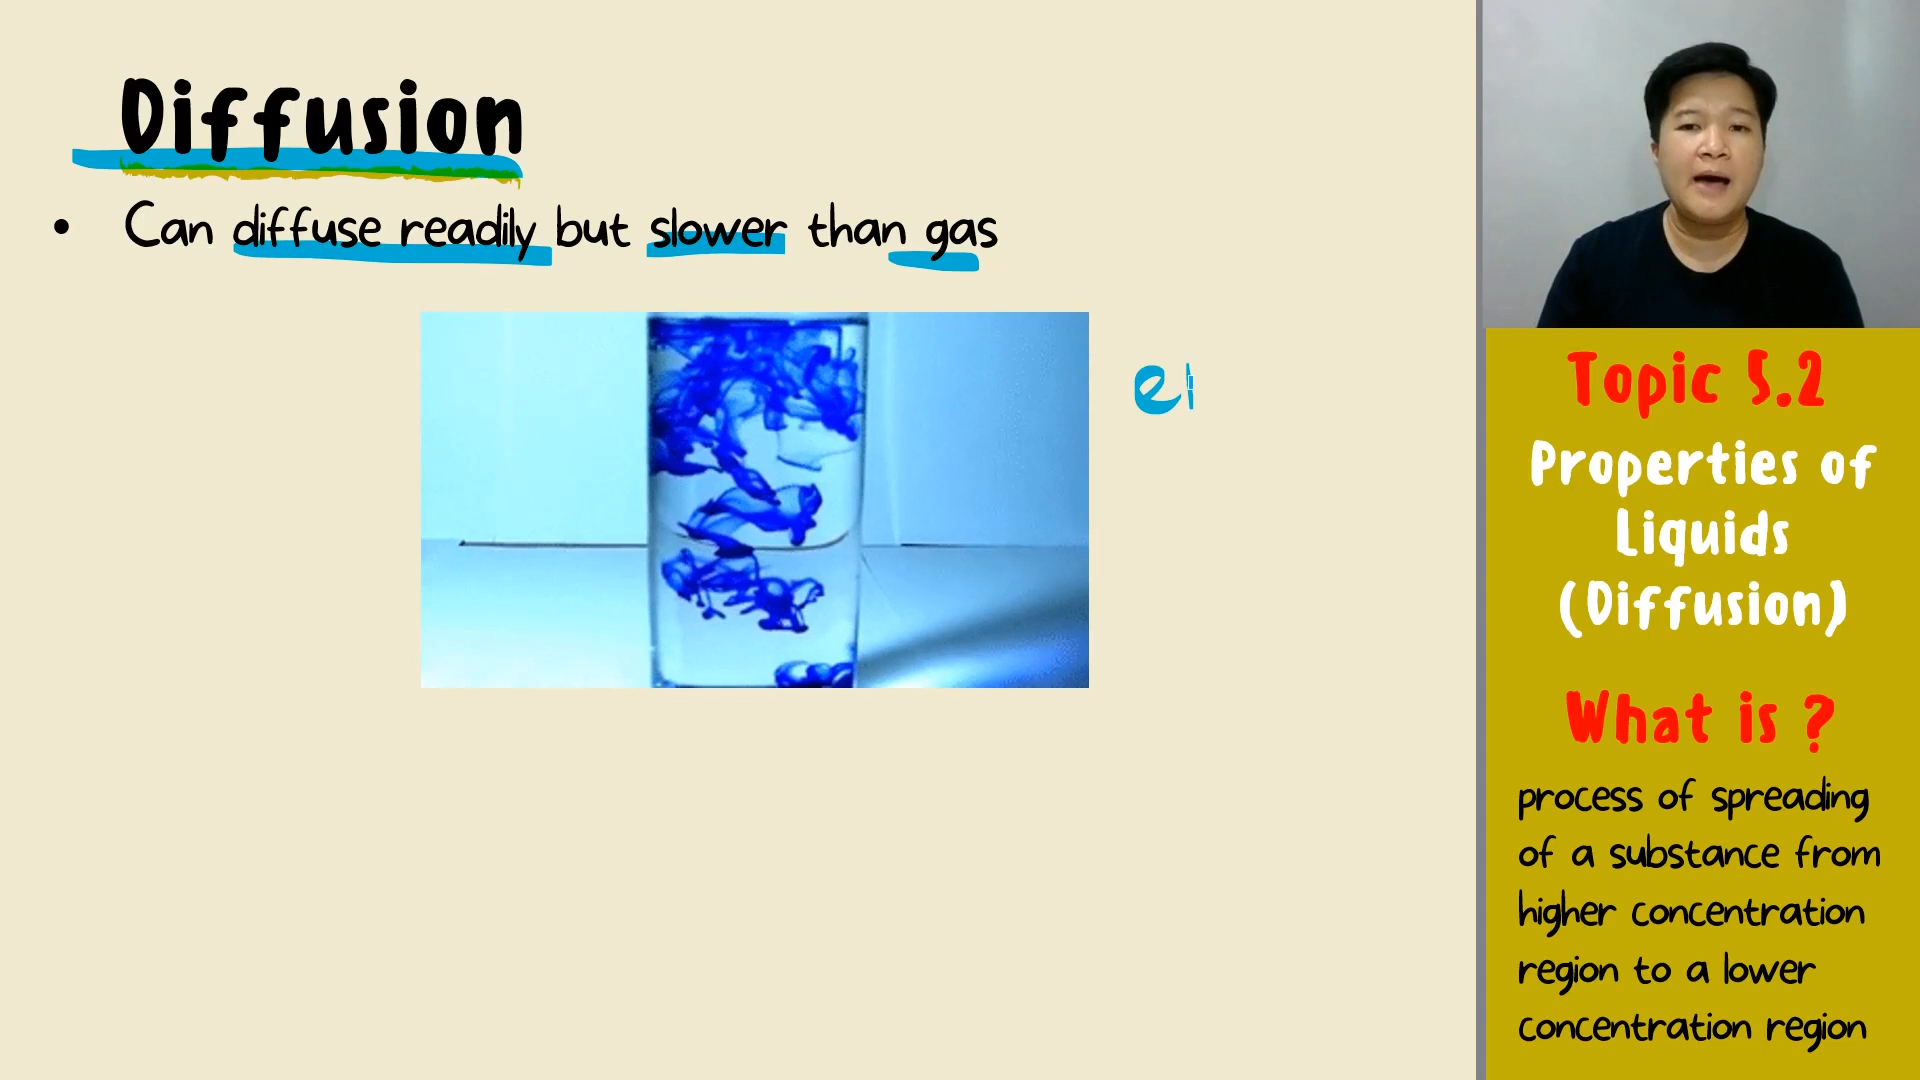 Diffusion
• Can diffuse readily but slower than gas
Topic 5.2
Properties of
Liquids
(Diffusion)
What is ?
process of spreading
of a substance from
higher concentration
region to a lower
concentration region